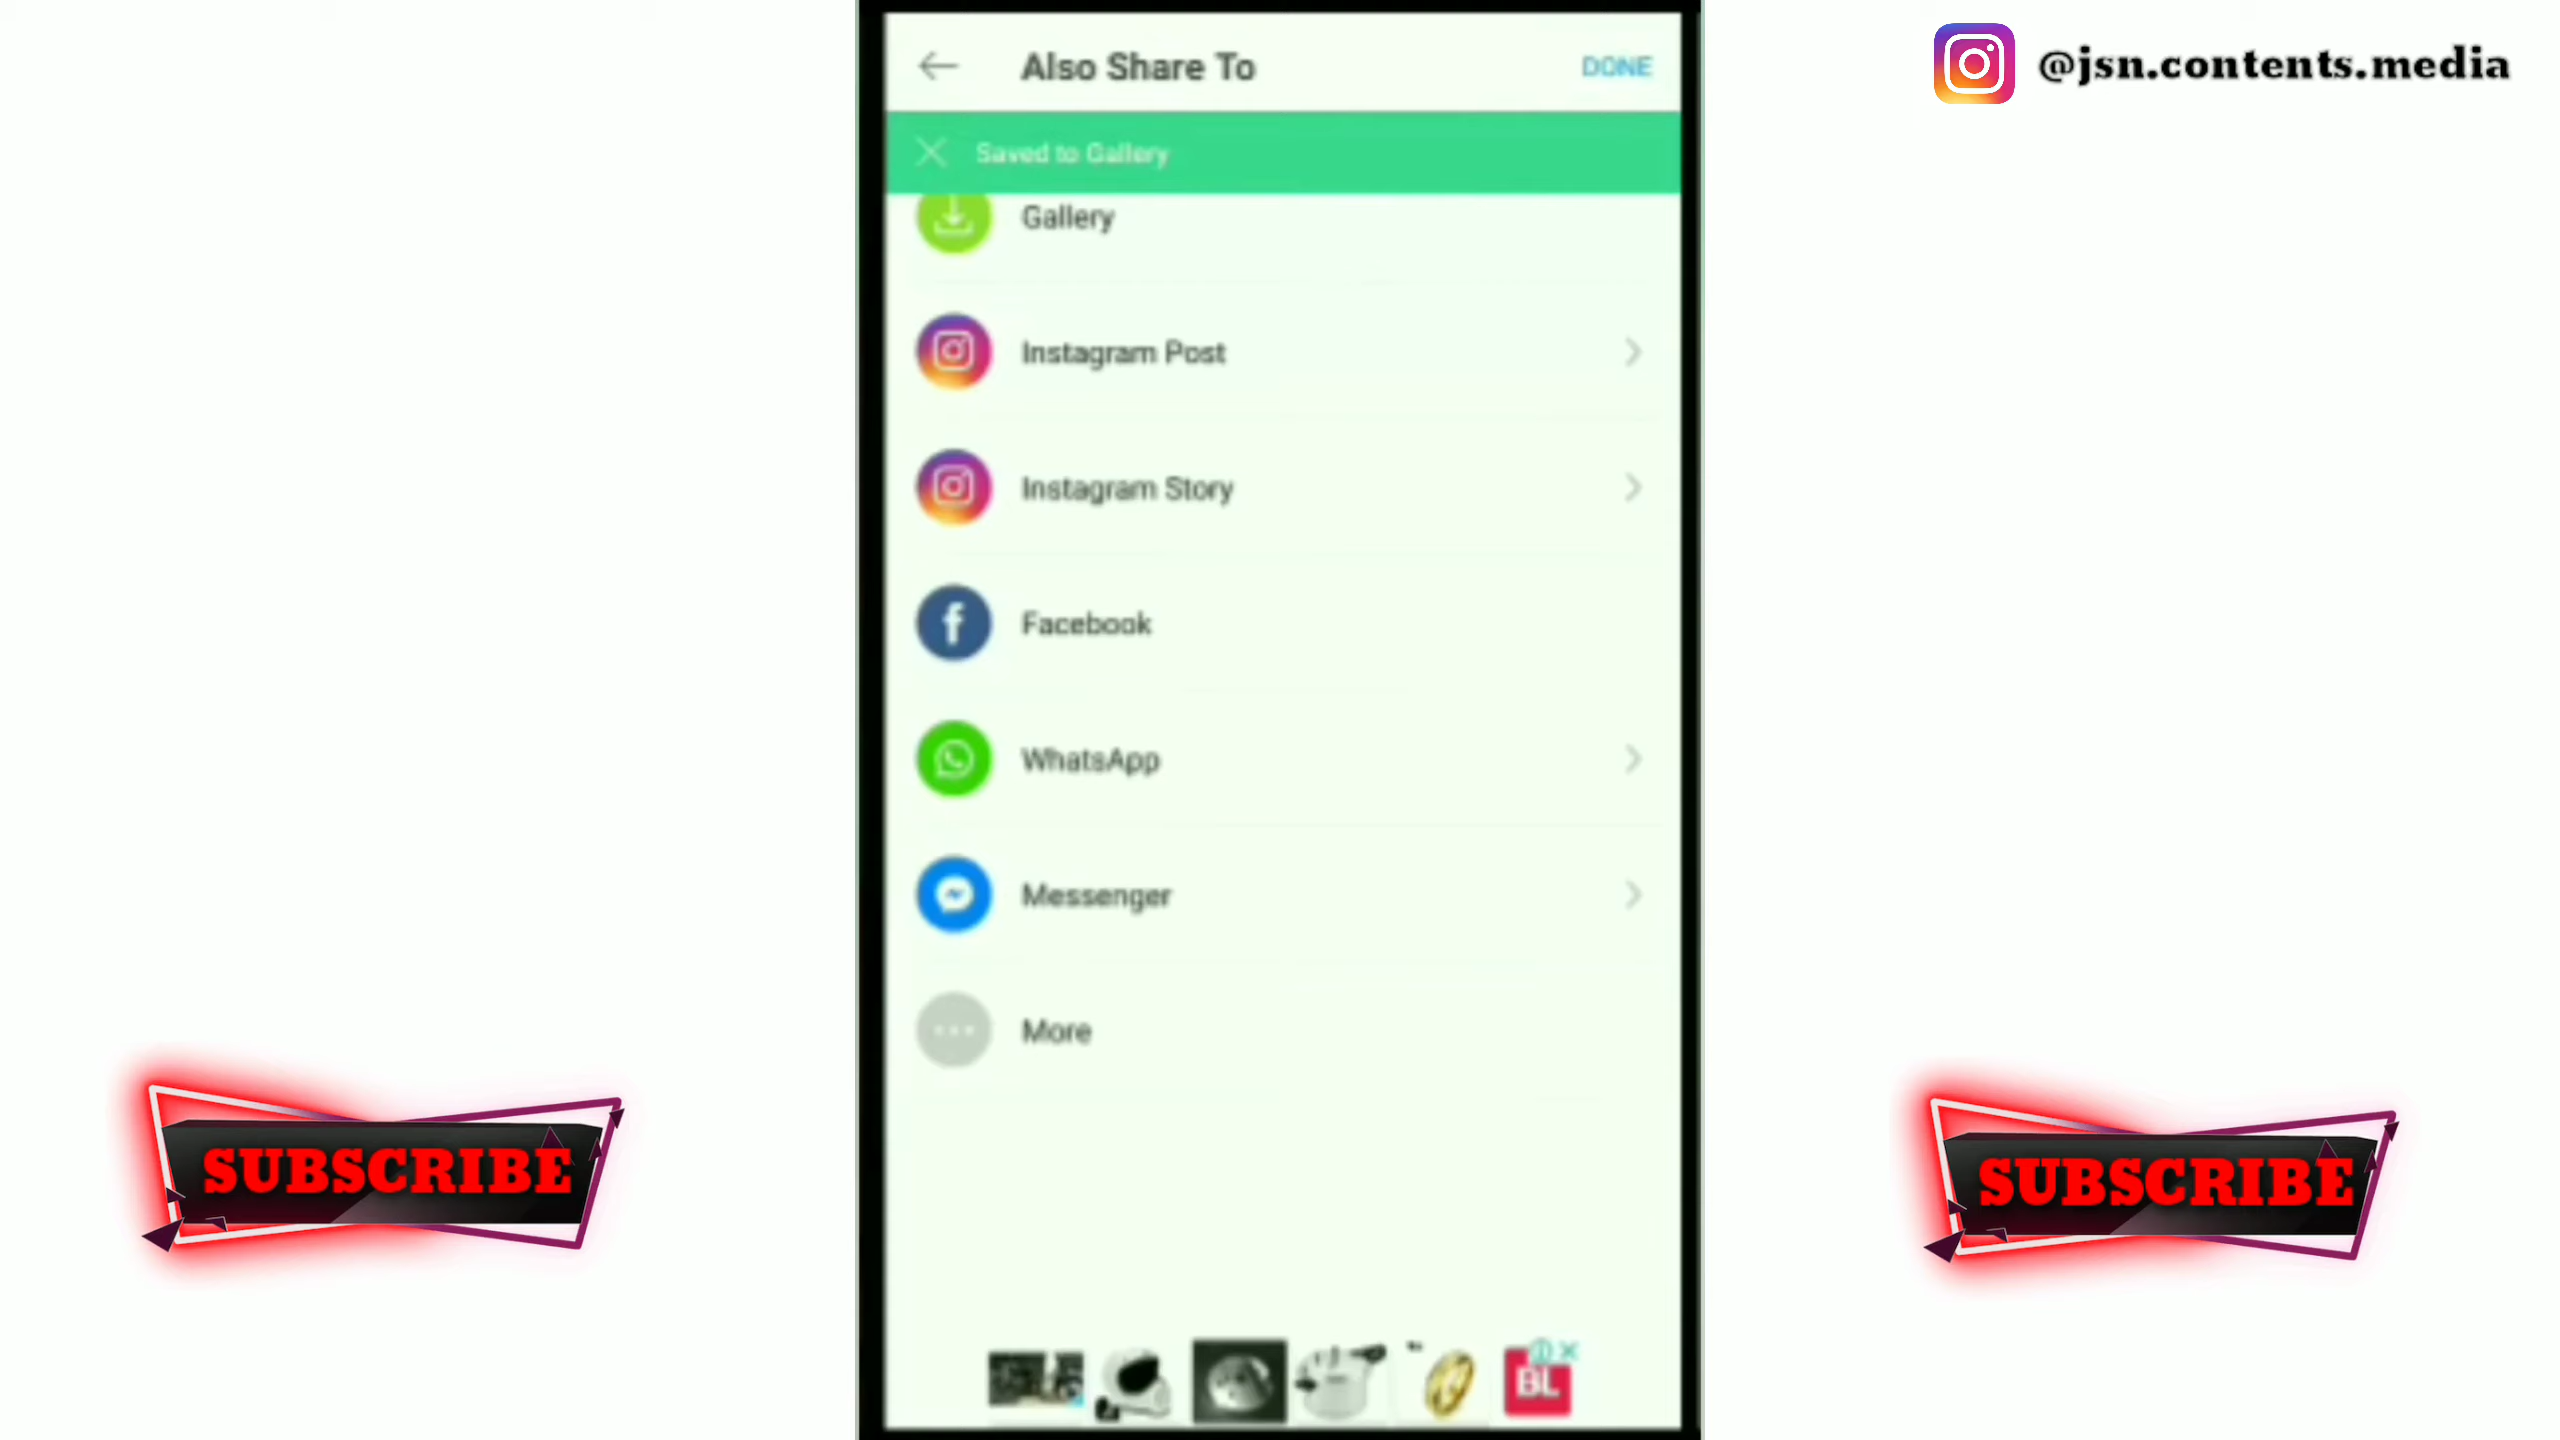 Also Share To
DONE
@jsn.contents.media
Saved to Gallery
Gallery
Instagram Post
Instagram Story
Facebook
WhatsApp
Messenger
More
SUBSCRIBE
SUBSCRIBE
BL